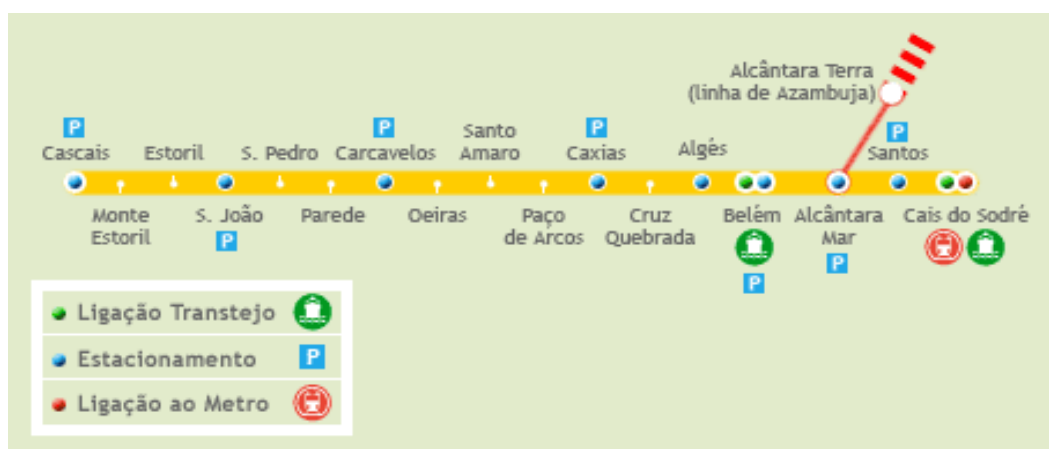 Alcântara Terra
(linha de Azambuja)
P
P
P
P
Cascais
Estoril
S. Pedro
Carcavelos
Santo
Amaro
Caxias
Algés
Santos
Monte
Estoril
S. João
P
Parede
Oeiras
Paço
de Arcos
Cruz
Quebrada
Belém
P
Alcântara
Mar
P
Cais do Sodré
Ligação Transtejo
Estacionamento P
Ligação ao Metro